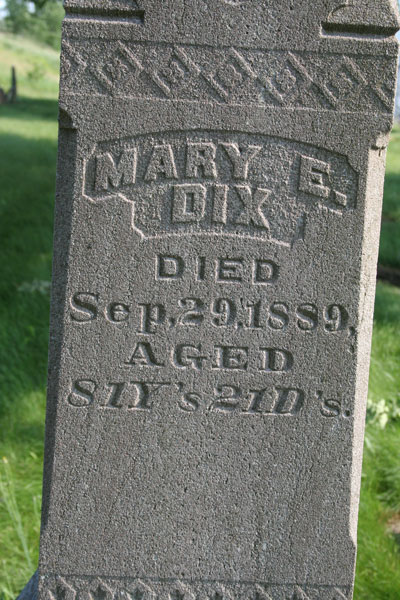 MARY E.
DIX
DIED
Sep. 29, 1889,
AGED
81Y's, 21D's.